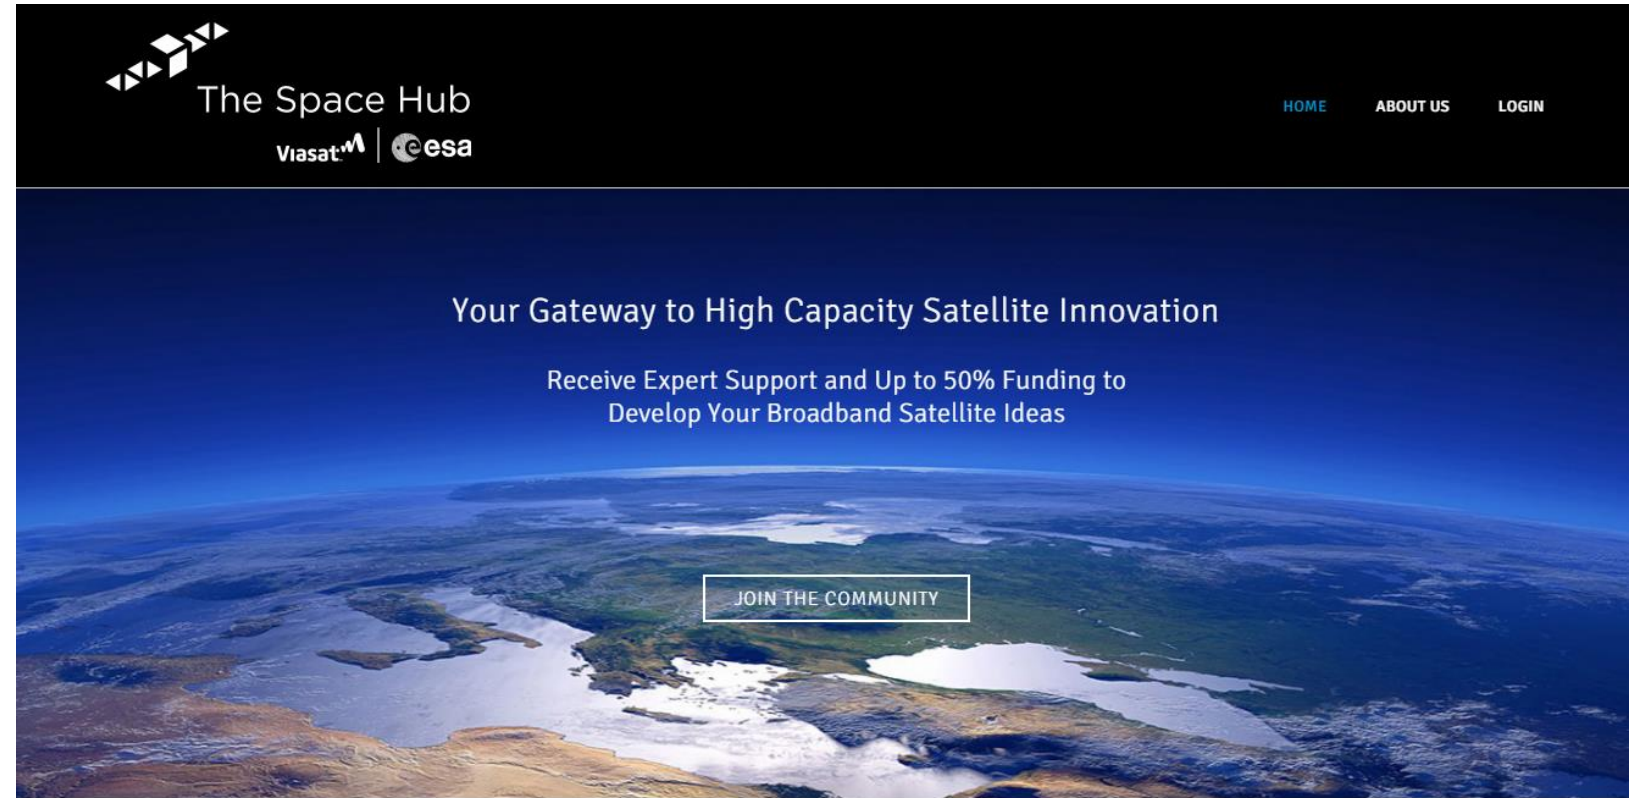 The Space Hub
Viasat
esa
HOME
ABOUT US
LOGIN
Your Gateway to High Capacity Satellite Innovation
Receive Expert Support and Up to 50% Funding to
Develop Your Broadband Satellite Ideas
JOIN THE COMMUNITY